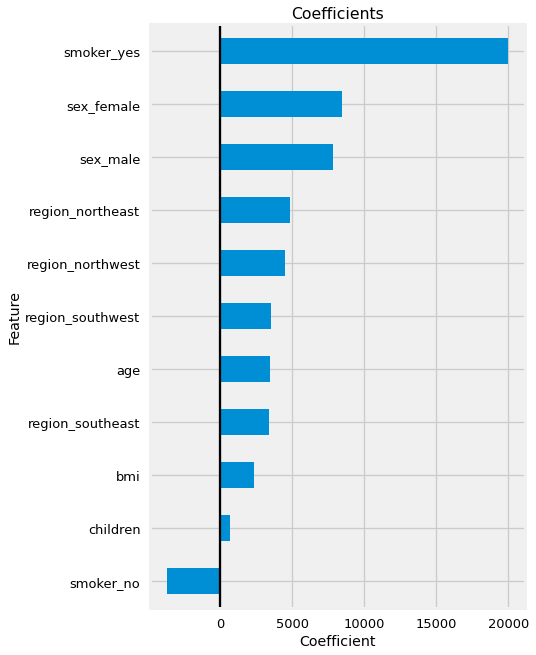 Coefficients
smoker_yes
sex_female
sex_male
region_northeast
region_northwest
region_southwest
age
region_southeast
bmi
children
smoker_no
Feature
0 5000 10000 15000 20000
Coefficient